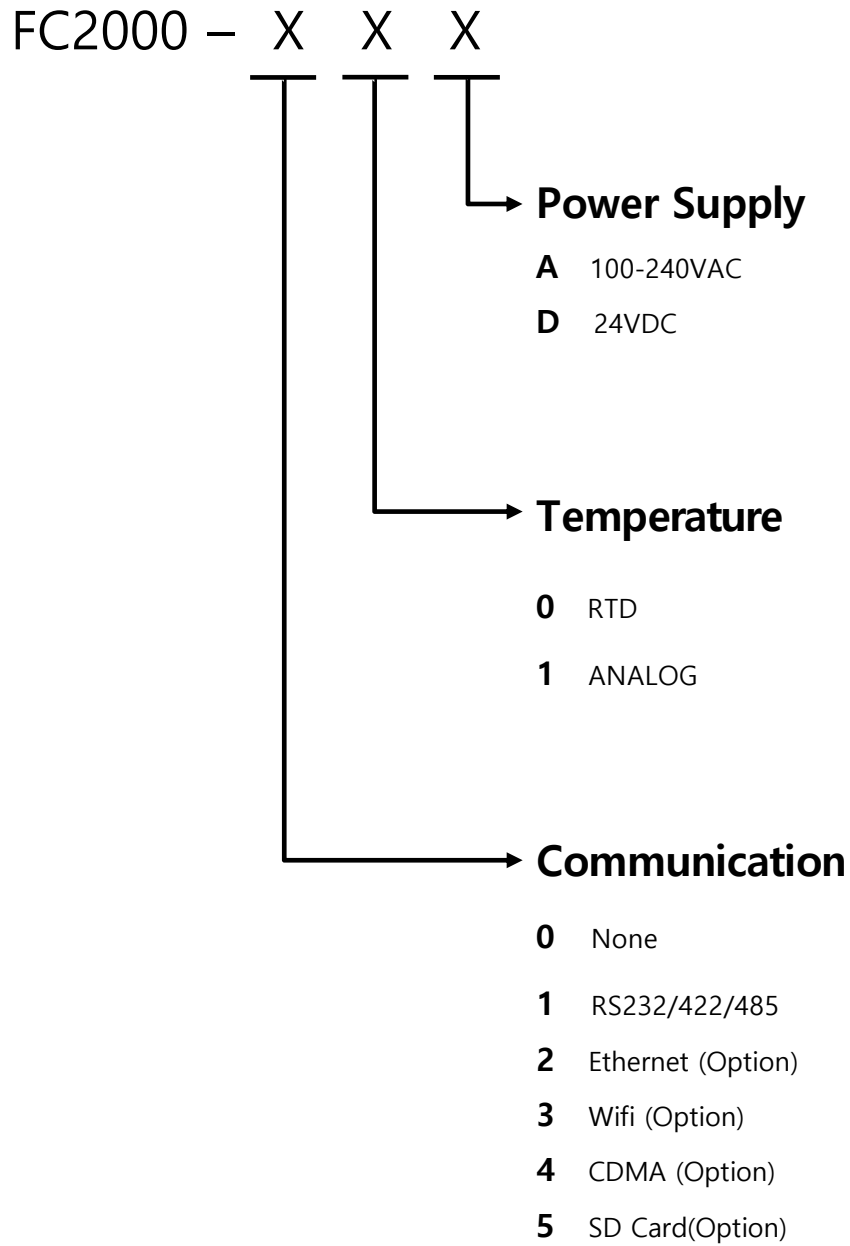 FC2000 – X X X
Power Supply
A 100-240VAC
D 24VDC
Temperature
0 RTD
1 ANALOG
Communication
0 None
1 RS232/422/485
2 Ethernet (Option)
3 Wifi (Option)
4 CDMA (Option)
5 SD Card(Option)